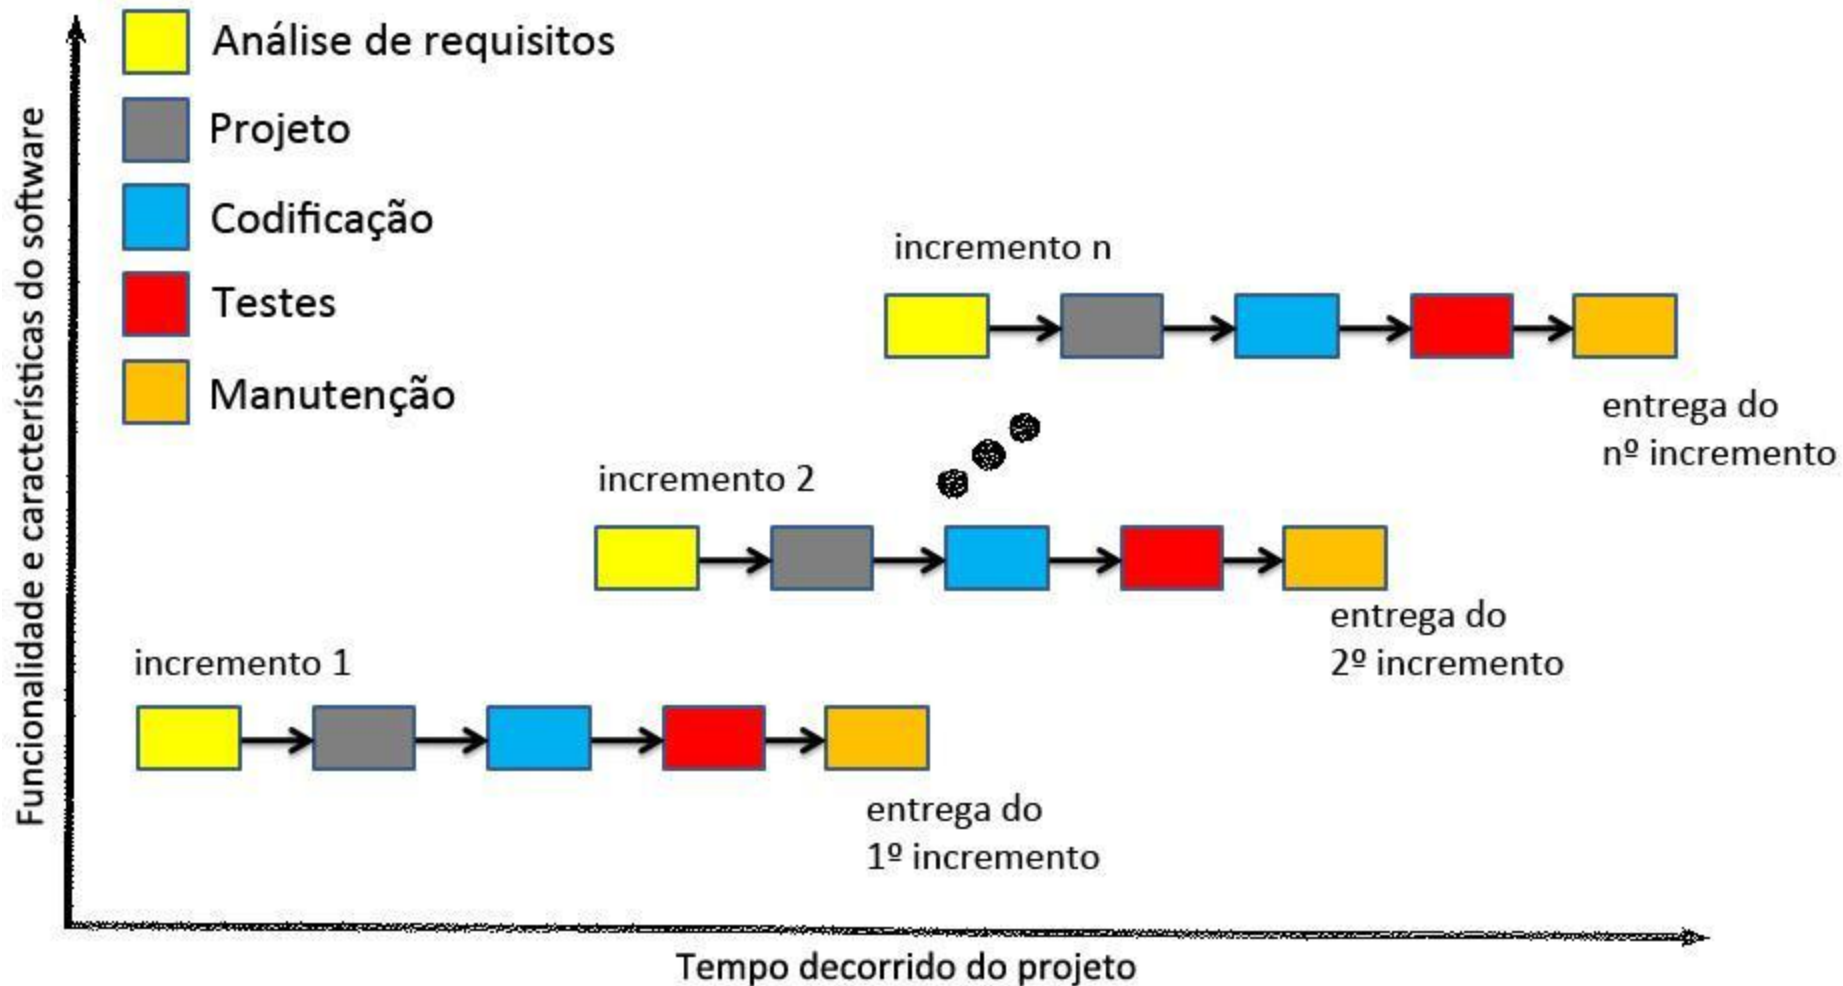 Análise de requisitos
Projeto
Codificação
Testes
Manutenção
Funcionalidade e características do software
incremento n
entrega do
nº incremento
incremento 2
entrega do
2º incremento
incremento 1
entrega do
1º incremento
Tempo decorrido do projeto